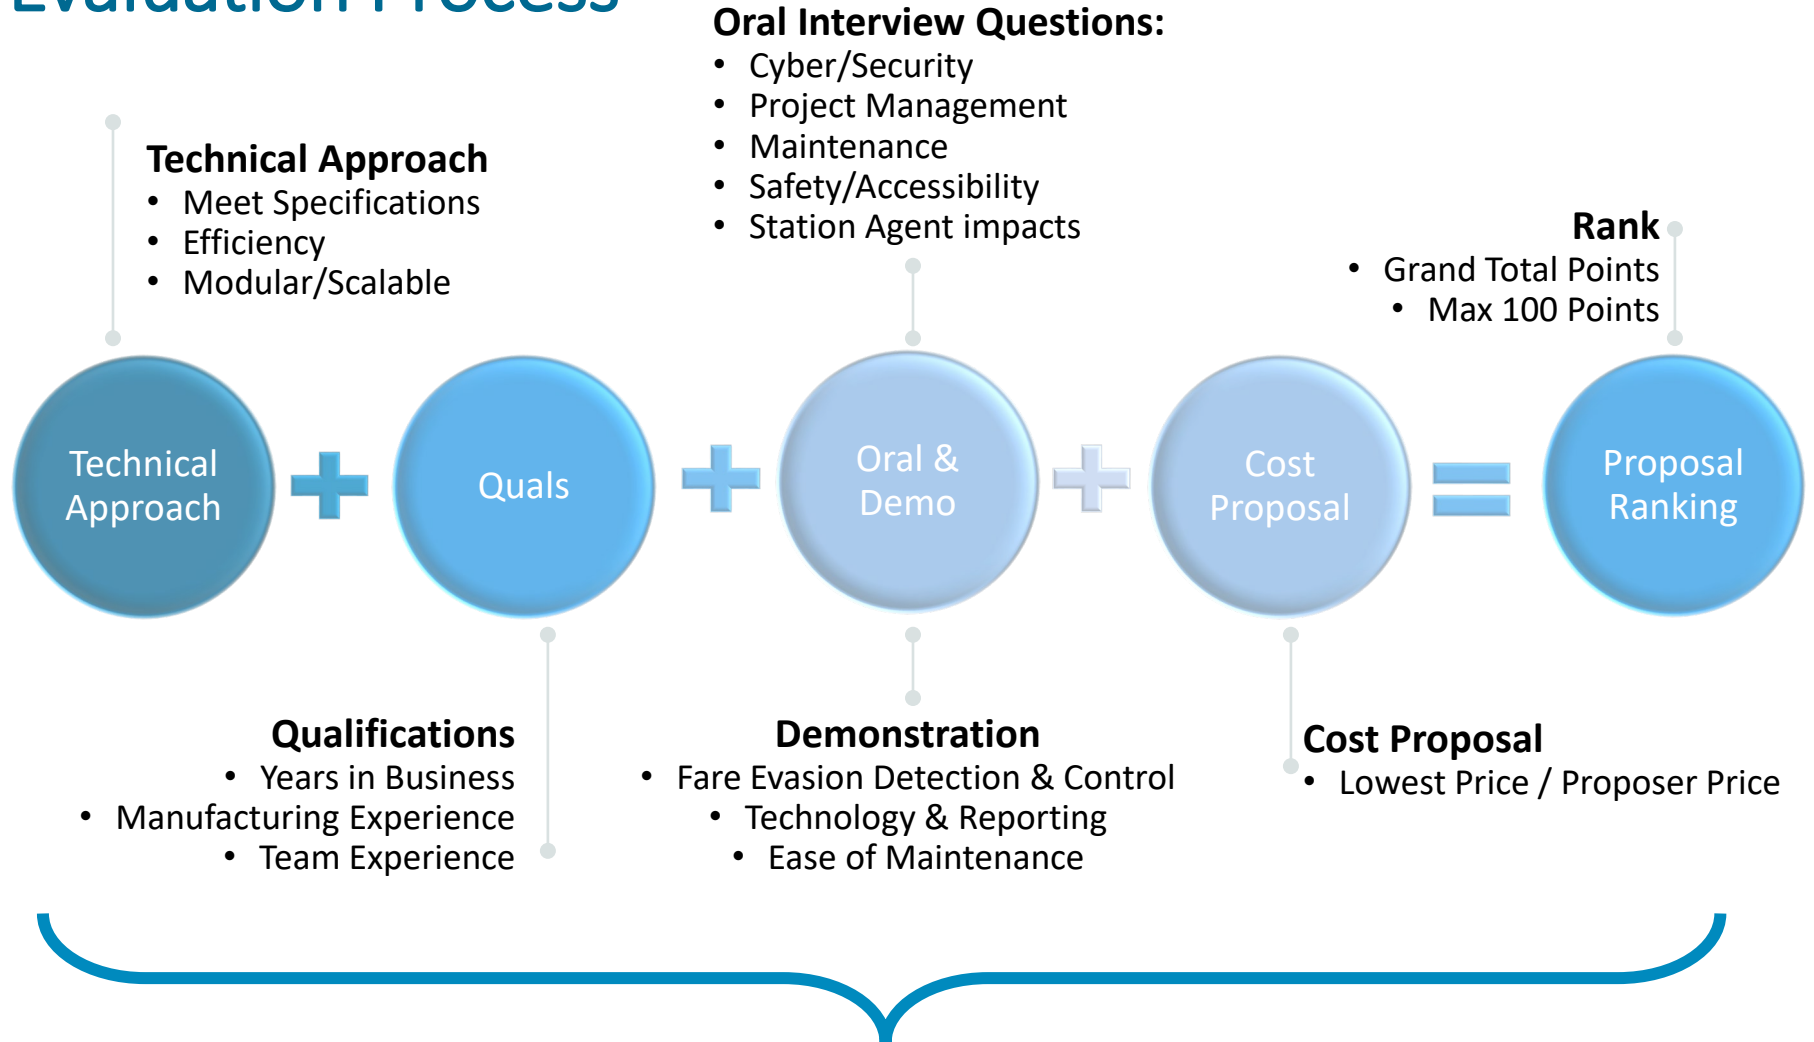 Evaluation Process
Oral Interview Questions:
• Cyber/Security
• Project Management
• Maintenance
• Safety/Accessibility
• Station Agent impacts
Technical Approach
• Meet Specifications
• Efficiency
• Modular/Scalable
Rank
• Grand Total Points
• Max 100 Points
Technical
Approach
Quals
Oral &
Demo
Cost
Proposal
Proposal
Ranking
Qualifications
• Years in Business
• Manufacturing Experience
• Team Experience
Demonstration
• Fare Evasion Detection & Control
• Technology & Reporting
• Ease of Maintenance
Cost Proposal
• Lowest Price / Proposer Price